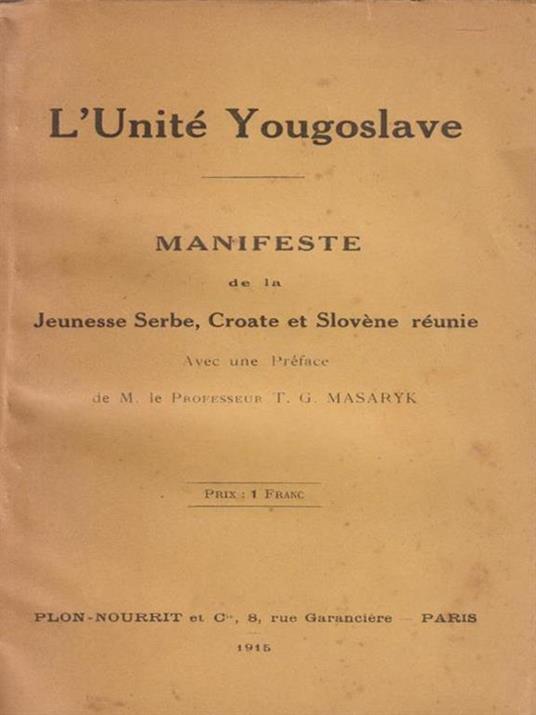 L'Unité Yougoslave
MANIFESTE
de la
Jeunesse Serbe, Croate et Slovène réunie
Avec une Préface
de M. le PROFESSEUR T. G. MASARYK
PRIX : 1 FRANC
PLON-NOURRIT et Cie, 8, rue Garancière — PARIS
1915